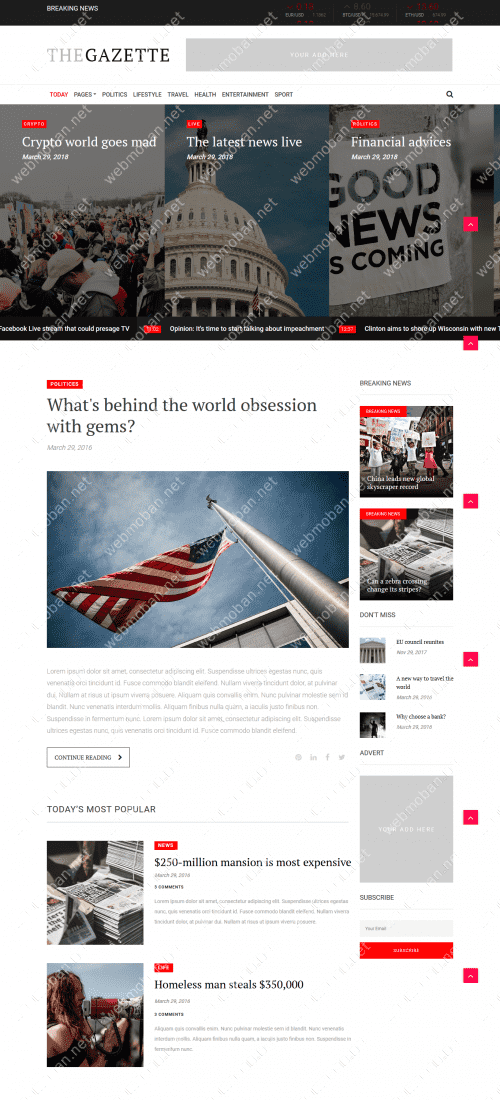 BREAKING NEWS
EUR/USD
BTC/USD
ETH/USD
THEGAZETTE
YOUR ADD HERE
TODAY PAGES POLITICS LIFESTYLE TRAVEL HEALTH ENTERTAINMENT SPORT
CRYPTO
Crypto world goes mad
March 29, 2018
LIVE
The latest news live
March 29, 2018
POLITICS
Financial advices
March 29, 2018
GOOD
NEWS
IS COMING
Facebook Live stream that could presage TV
Opinion: It's time to start talking about impeachment
12:57
Clinton aims to shore up Wisconsin with new
POLITICES
What's behind the world obsession
with gems?
March 29, 2016
Lorem ipsum dolor sit amet, consectetur adipiscing elit. Suspendisse ultrices egestas nunc, quis
venenatis orci tincidunt id. Fusce commodo blandit eleifend. Nullam viverra tincidunt dolor, at pulvinar
dui. Nullam at risus ut ipsum viverra posuere. Aliquam quis convallis enim. Nunc pulvinar molestie sem id
blandit. Nunc venenatis interdum mollis. Aliquam finibus nulla quam, a iaculis justo finibus non.
Suspendisse in fermentum nunc. Lorem ipsum dolor sit amet, consectetur adipiscing elit. Suspendisse
ultrices egestas nunc, quis venenatis orci tincidunt id. Fusce commodo blandit eleifend.
CONTINUE READING
TODAY'S MOST POPULAR
NEWS
$250-million mansion is most expensive
March 29, 2016
3 COMMENTS
Lorem ipsum dolor sit amet, consectetur adipiscing elit. Suspendisse ultrices egestas
nunc, quis venenatis orci tincidunt id. Fusce commodo blandit eleifend. Nullam viverra
tincidunt dolor, at pulvinar dui. Nullam at risus ut ipsum viverra posuere.
LIFE
Homeless man steals $350,000
March 29, 2016
3 COMMENTS
Aliquam quis convallis enim. Nunc pulvinar molestie sem id blandit. Nunc venenatis
interdum mollis. Aliquam finibus nulla quam, a iaculis justo finibus non. Suspendisse in
fermentum nunc.
BREAKING NEWS
BREAKING NEWS
China leads new global
skyscraper record
BREAKING NEWS
Can a zebra crossing
change its stripes?
DON'T MISS
EU council reunites
Nov 29, 2017
A new way to travel the
world
March 29, 2016
Why choose a bank?
March 29, 2016
ADVERT
YOUR ADD HERE
SUBSCRIBE
Your Email
SUBSCRIBE
webmoban.net